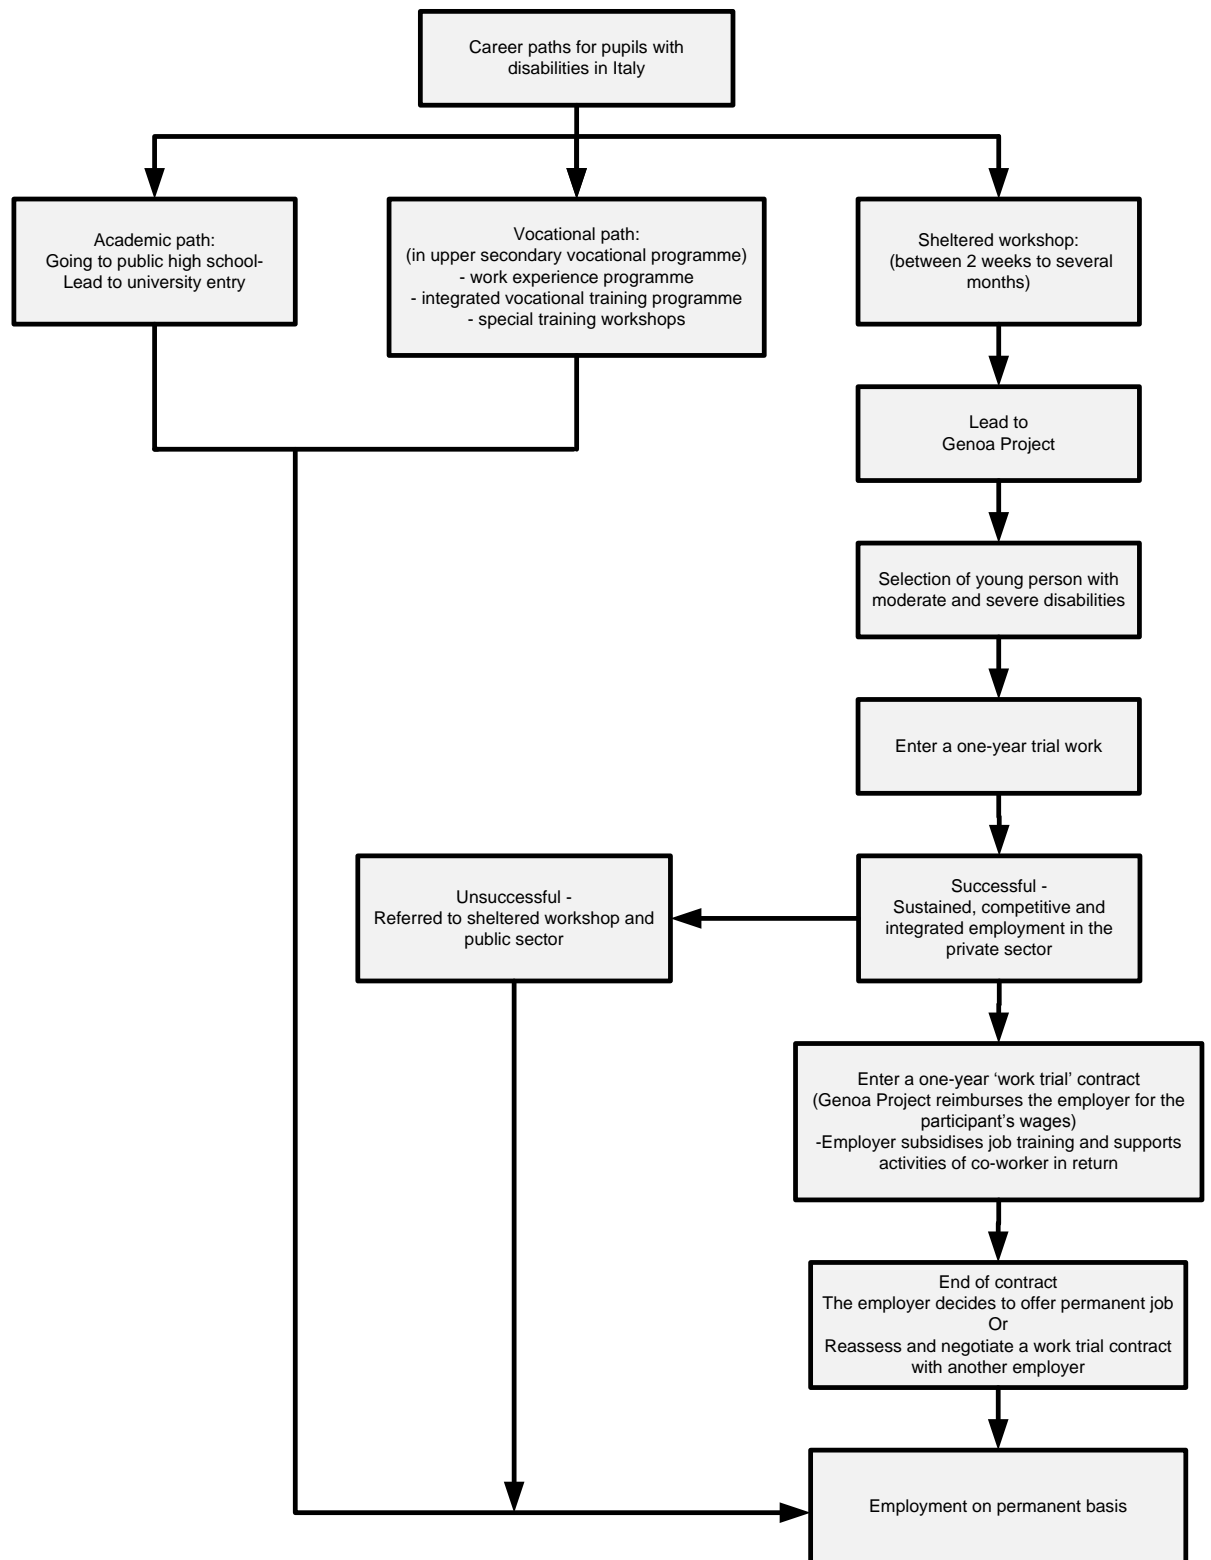 Career paths for pupils with
disabilities in Italy
Academic path:
Going to public high school-
Lead to university entry
Vocational path:
(in upper secondary vocational programme)
- work experience programme
- integrated vocational training programme
- special training workshops
Sheltered workshop:
(between 2 weeks to several
months)
Lead to
Genoa Project
Selection of young person with
moderate and severe disabilities
Enter a one-year trial work
Unsuccessful -
Referred to sheltered workshop and
public sector
Successful -
Sustained, competitive and
integrated employment in the
private sector
Enter a one-year ‘work trial’ contract
(Genoa Project reimburses the employer for the
participant’s wages)
-Employer subsidises job training and supports
activities of co-worker in return
End of contract
The employer decides to offer permanent job
Or
Reassess and negotiate a work trial contract
with another employer
Employment on permanent basis